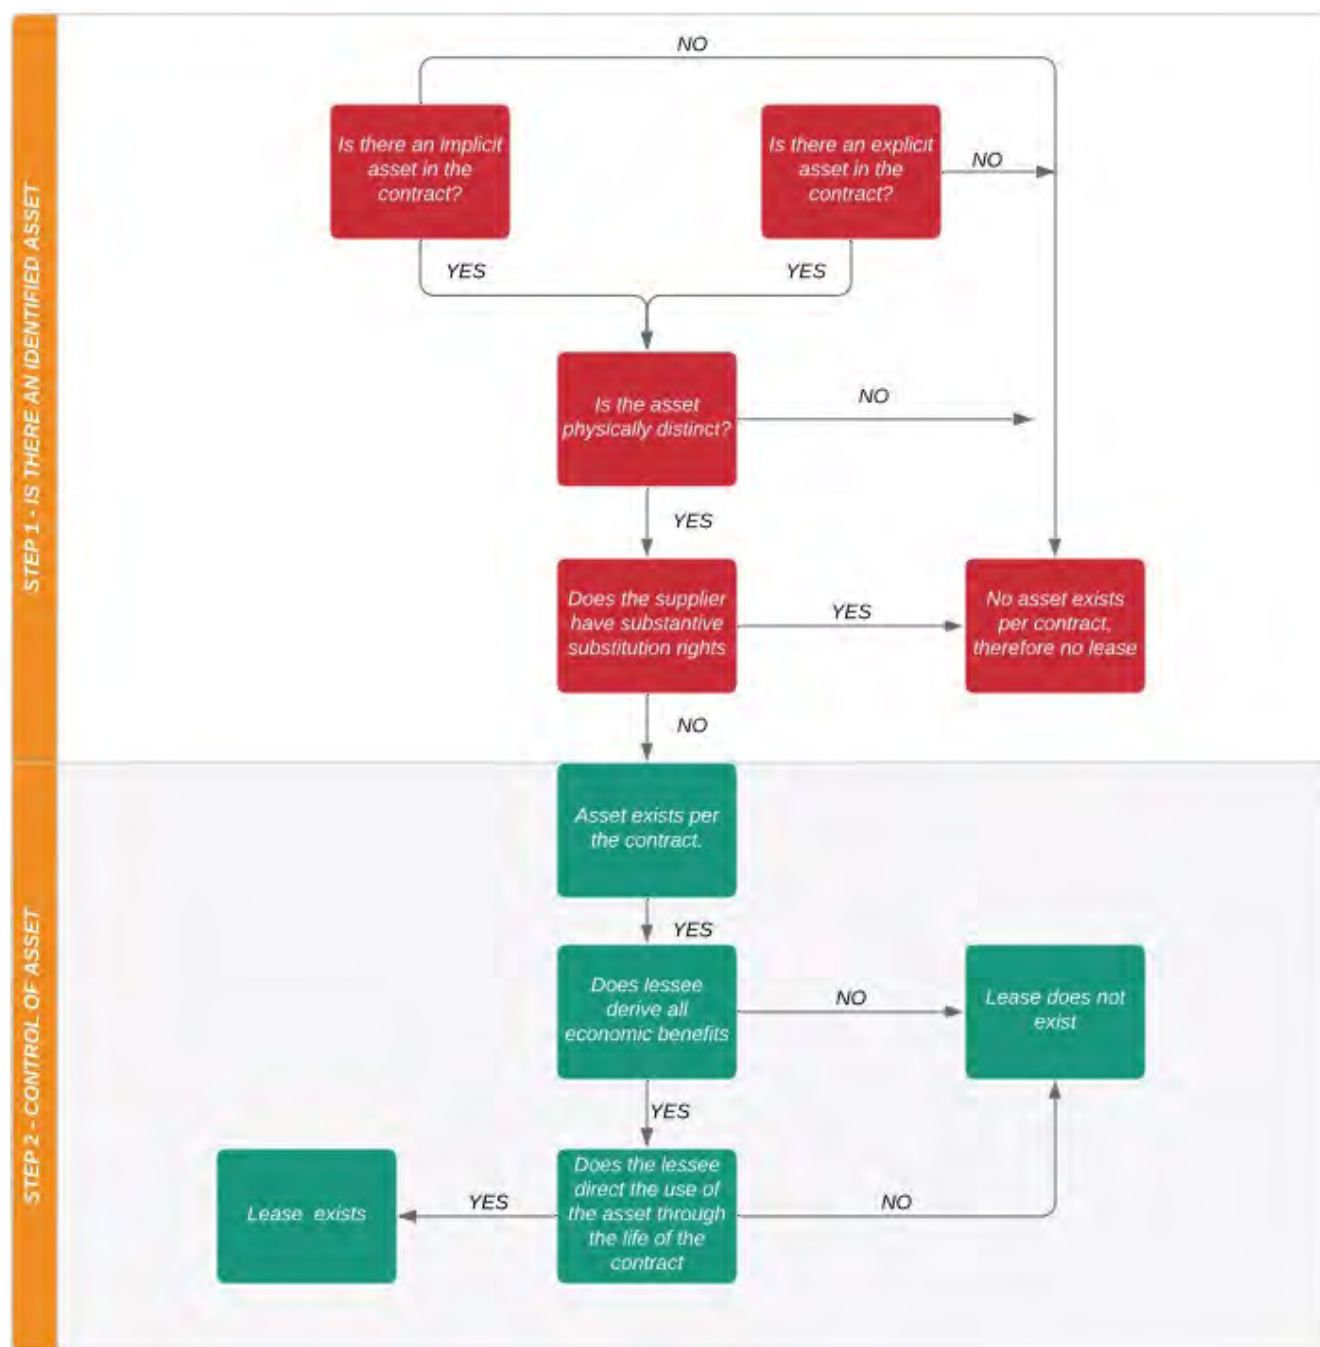 STEP 1 - IS THERE AN IDENTIFIED ASSET
NO
Is there an implicit
asset in the
contract?
Is there an explicit
asset in the
contract?
NO
YES
YES
Is the asset
physically distinct?
NO
YES
Does the supplier
have substantive
substitution rights
YES
No asset exists
per contract,
therefore no lease
NO
STEP 2 - CONTROL OF ASSET
Asset exists per
the contract.
YES
Does lessee
derive all
economic benefits
NO
Lease does not
exist
YES
Lease exists
YES
Does the lessee
direct the use of
the asset through
the life of the
contract
NO